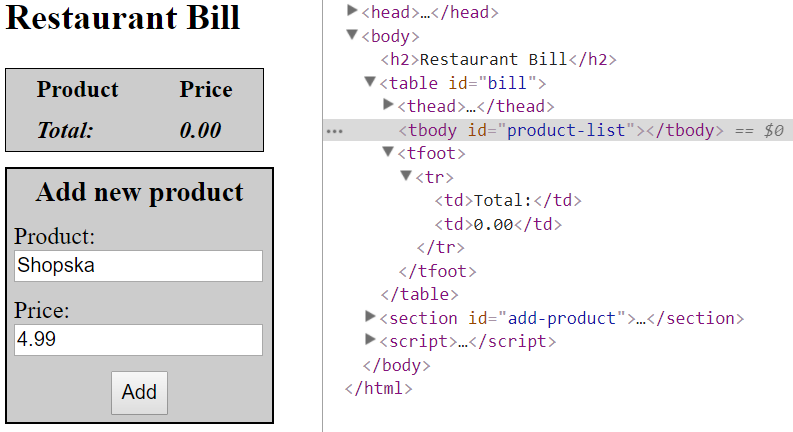 Restaurant Bill
Product Price
Total: 0.00
Add new product
Product:
Shopska
Price:
4.99
Add
<head>…</head>
<body>
<h2>Restaurant Bill</h2>
<table id="bill">
<thead>…</thead>
<tbody id="product-list"></tbody> == $0
<tfoot>
<tr>
<td>Total:</td>
<td>0.00</td>
</tr>
</tfoot>
</table>
<section id="add-product">…</section>
<script>…</script>
</body>
</html>